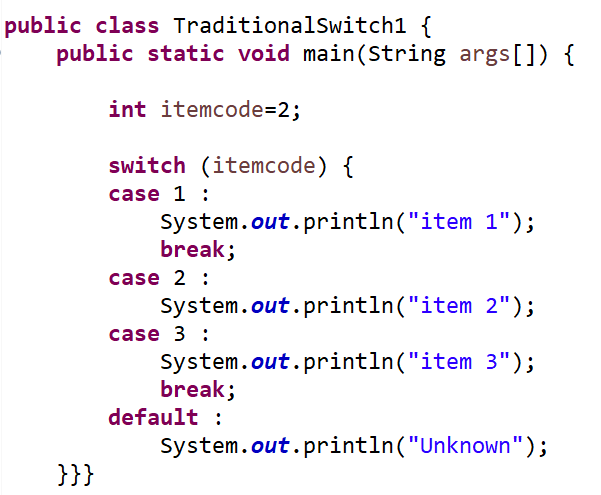 public class TraditionalSwitch1 {
    public static void main(String args[]) {

        int itemcode=2;

        switch (itemcode) {
        case 1 :
            System.out.println("item 1");
            break;
        case 2 :
            System.out.println("item 2");
        case 3 :
            System.out.println("item 3");
            break;
        default :
            System.out.println("Unknown");
    }}}